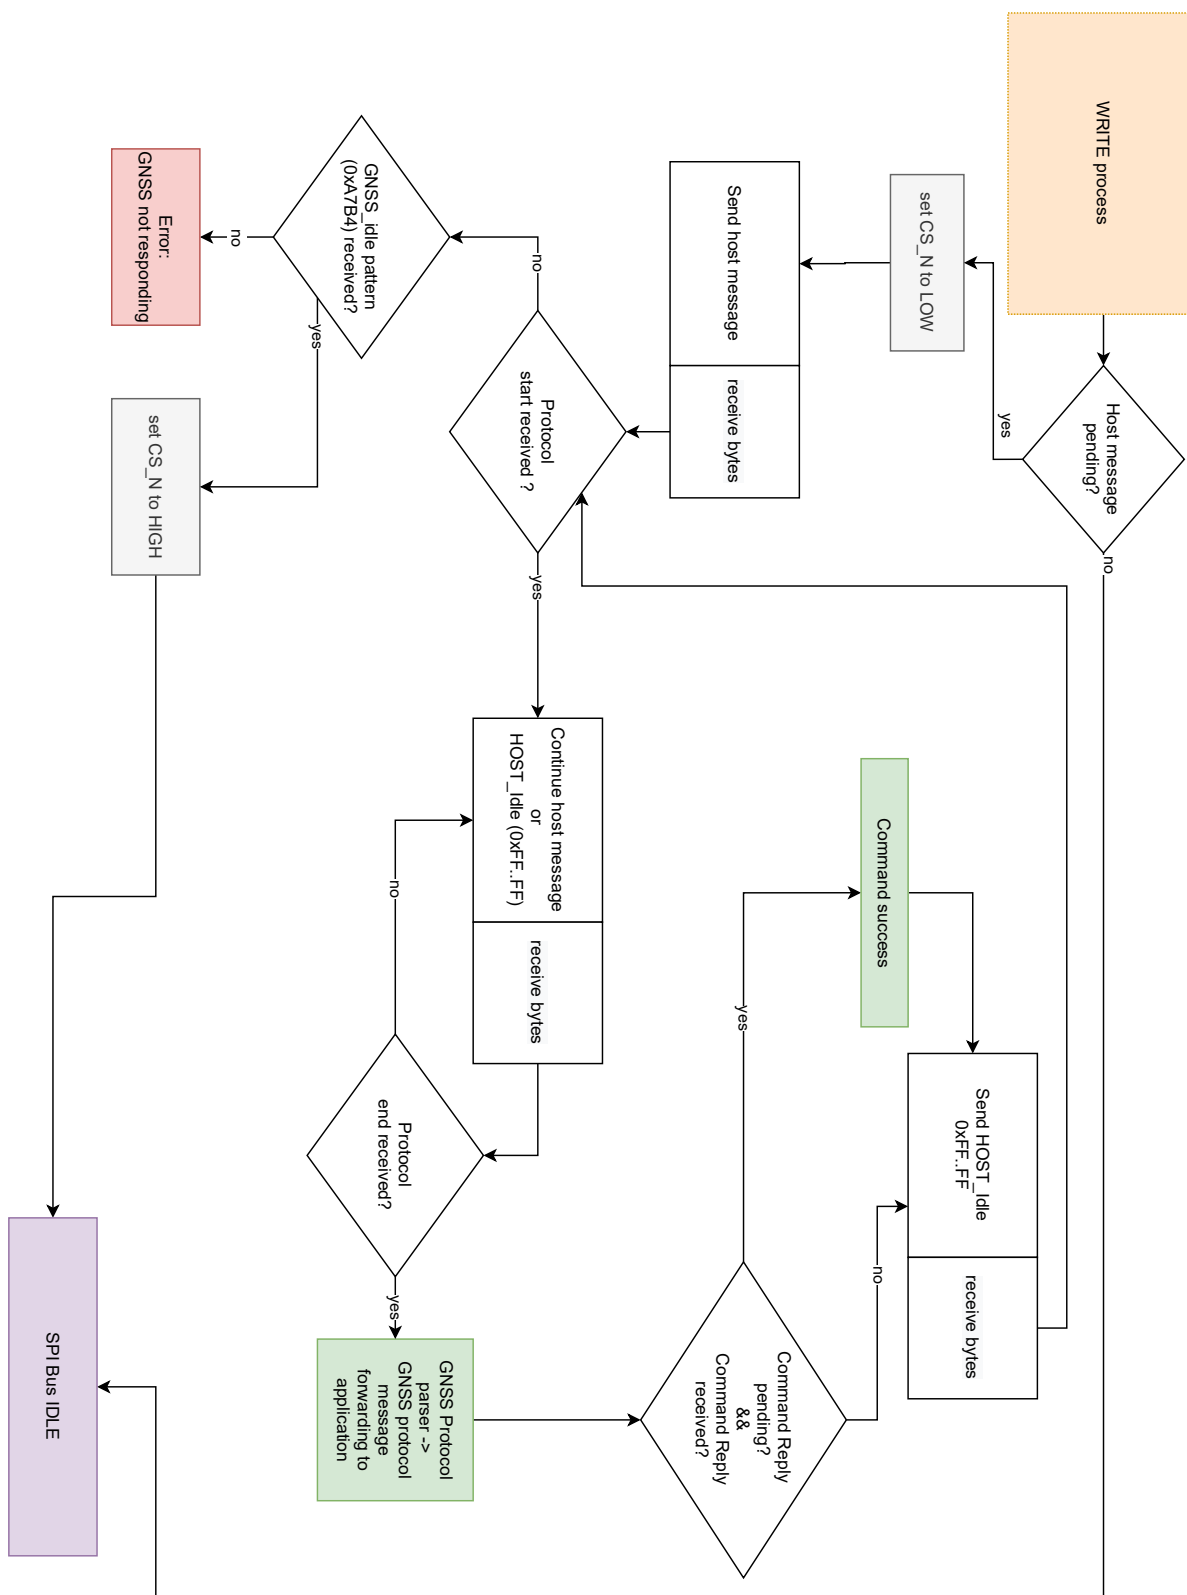 WRITE process
Host message
pending?
yes
no
set CS_N to LOW
Send host message
receive bytes
Protocol
start received ?
no
yes
GNSS_idle pattern
(0xA7B4) received?
no
yes
Error:
GNSS not responding
set CS_N to HIGH
Continue host message
or
HOST_Idle (0xFF..FF)
receive bytes
Protocol
end received?
no
yes
GNSS Protocol
parser ->
GNSS protocol
message
forwarding to
application
Command Reply
pending?
&&
Command Reply
received?
yes
no
Command success
Send HOST_Idle
0xFF..FF
receive bytes
SPI Bus IDLE